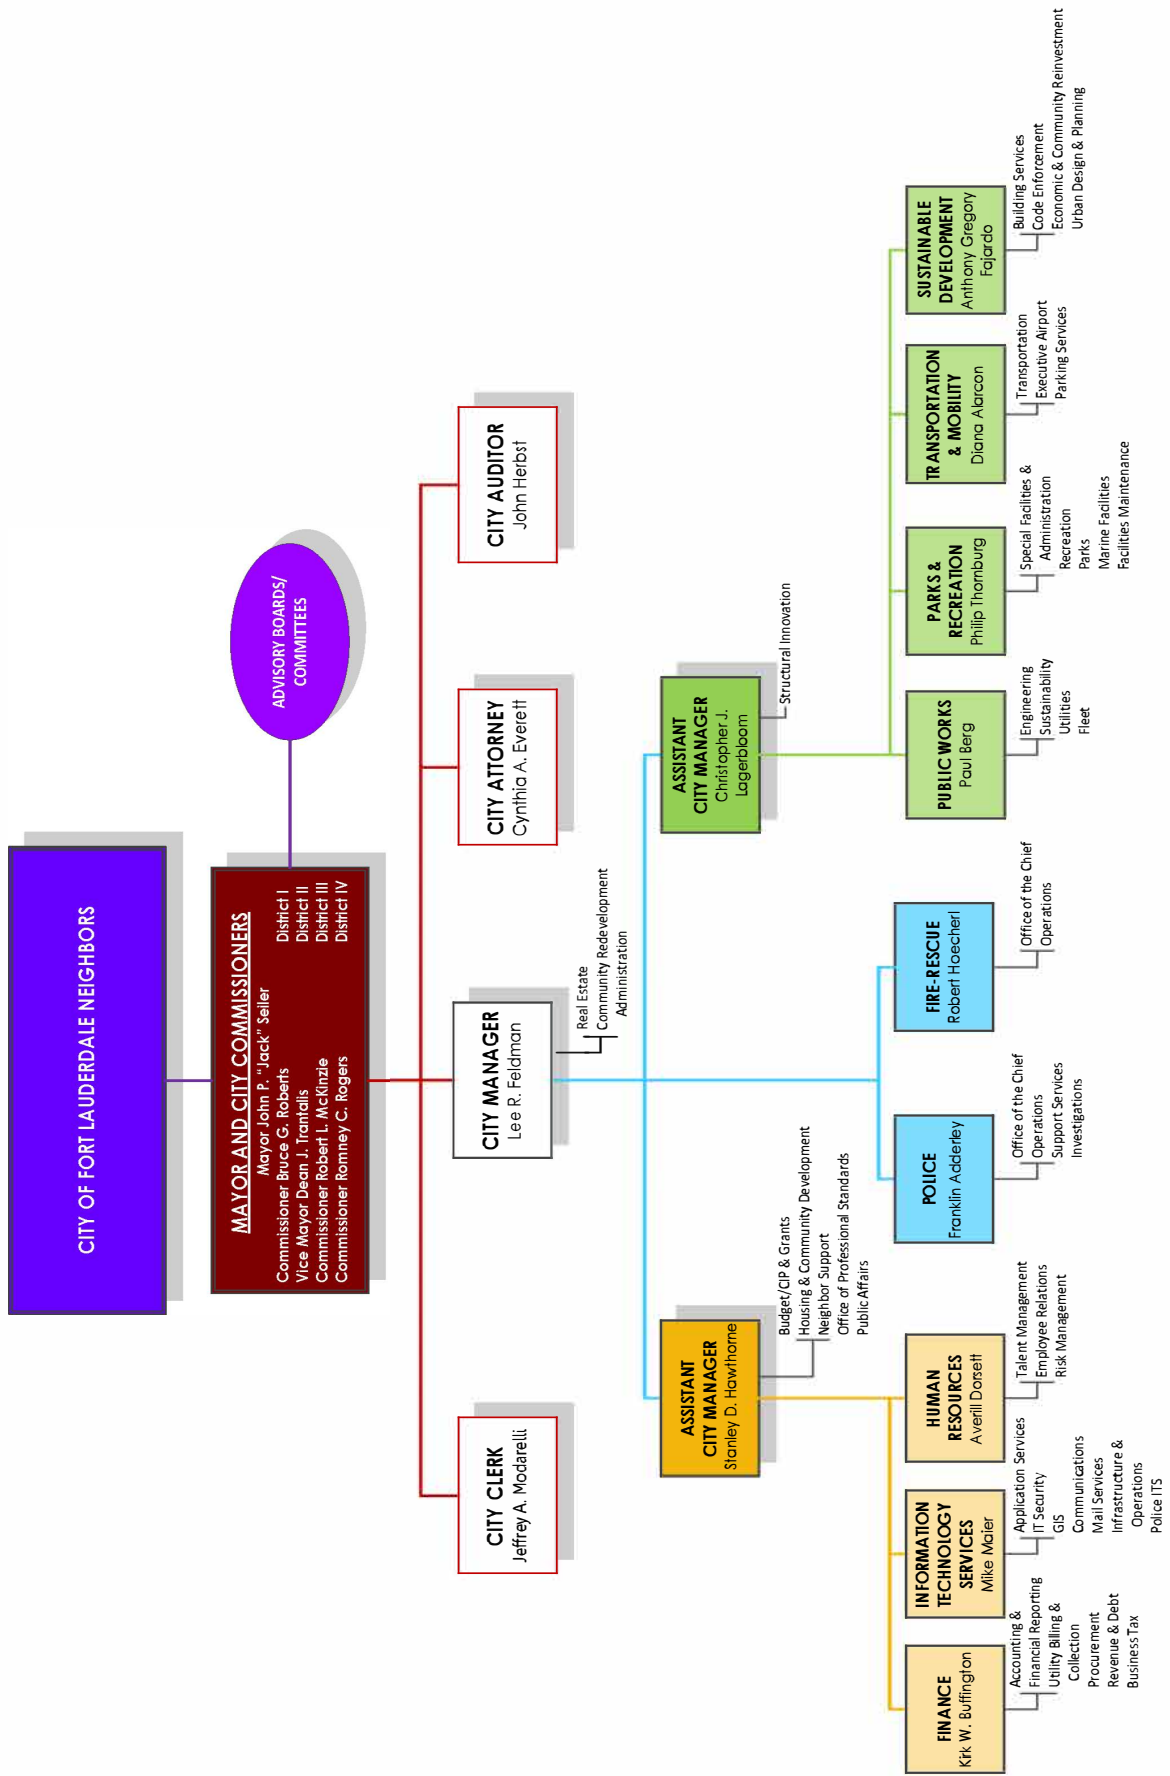 CITY OF FORT LAUDERDALE NEIGHBORS
MAYOR AND CITY COMMISSIONERS
Mayor John P. "Jack" Seiler
Commissioner Bruce G. Roberts District I
Vice Mayor Dean J. Trantalis District II
Commissioner Robert L. McKinzie District III
Commissioner Romney C. Rogers District IV
ADVISORY BOARDS/
COMMITTEES
CITY CLERK
Jeffrey A. Modarelli
CITY MANAGER
Lee R. Feldman
Real Estate
Community Redevelopment
Administration
CITY ATTORNEY
Cynthia A. Everett
CITY AUDITOR
John Herbst
ASSISTANT
CITY MANAGER
Stanley D. Hawthorne
Budget/CIP & Grants
Housing & Community Development
Neighbor Support
Office of Professional Standards
Public Affairs
ASSISTANT
CITY MANAGER
Christopher J.
Lagerbloom
Structural Innovation
FINANCE
Kirk W. Buffington
Accounting &
Financial Reporting
Utility Billing &
Collection
Procurement
Revenue & Debt
Business Tax
INFORMATION
TECHNOLOGY
SERVICES
Mike Maier
Application Services
IT Security
GIS
Communications
Mail Services
Infrastructure &
Operations
Police ITS
HUMAN
RESOURCES
Averill Dorsett
Talent Management
Employee Relations
Risk Management
POLICE
Franklin Adderley
Office of the Chief
Operations
Support Services
Investigations
FIRE-RESCUE
Robert Hoecherl
Office of the Chief
Operations
PUBLIC WORKS
Paul Berg
Engineering
Sustainability
Utilities
Fleet
PARKS &
RECREATION
Philip Thornburg
Special Facilities &
Administration
Recreation
Parks
Marine Facilities
Facilities Maintenance
TRANSPORTATION
& MOBILITY
Diana Alarcon
Transportation
Executive Airport
Parking Services
SUSTAINABLE
DEVELOPMENT
Anthony Gregory
Fajardo
Building Services
Code Enforcement
Economic & Community Reinvestment
Urban Design & Planning